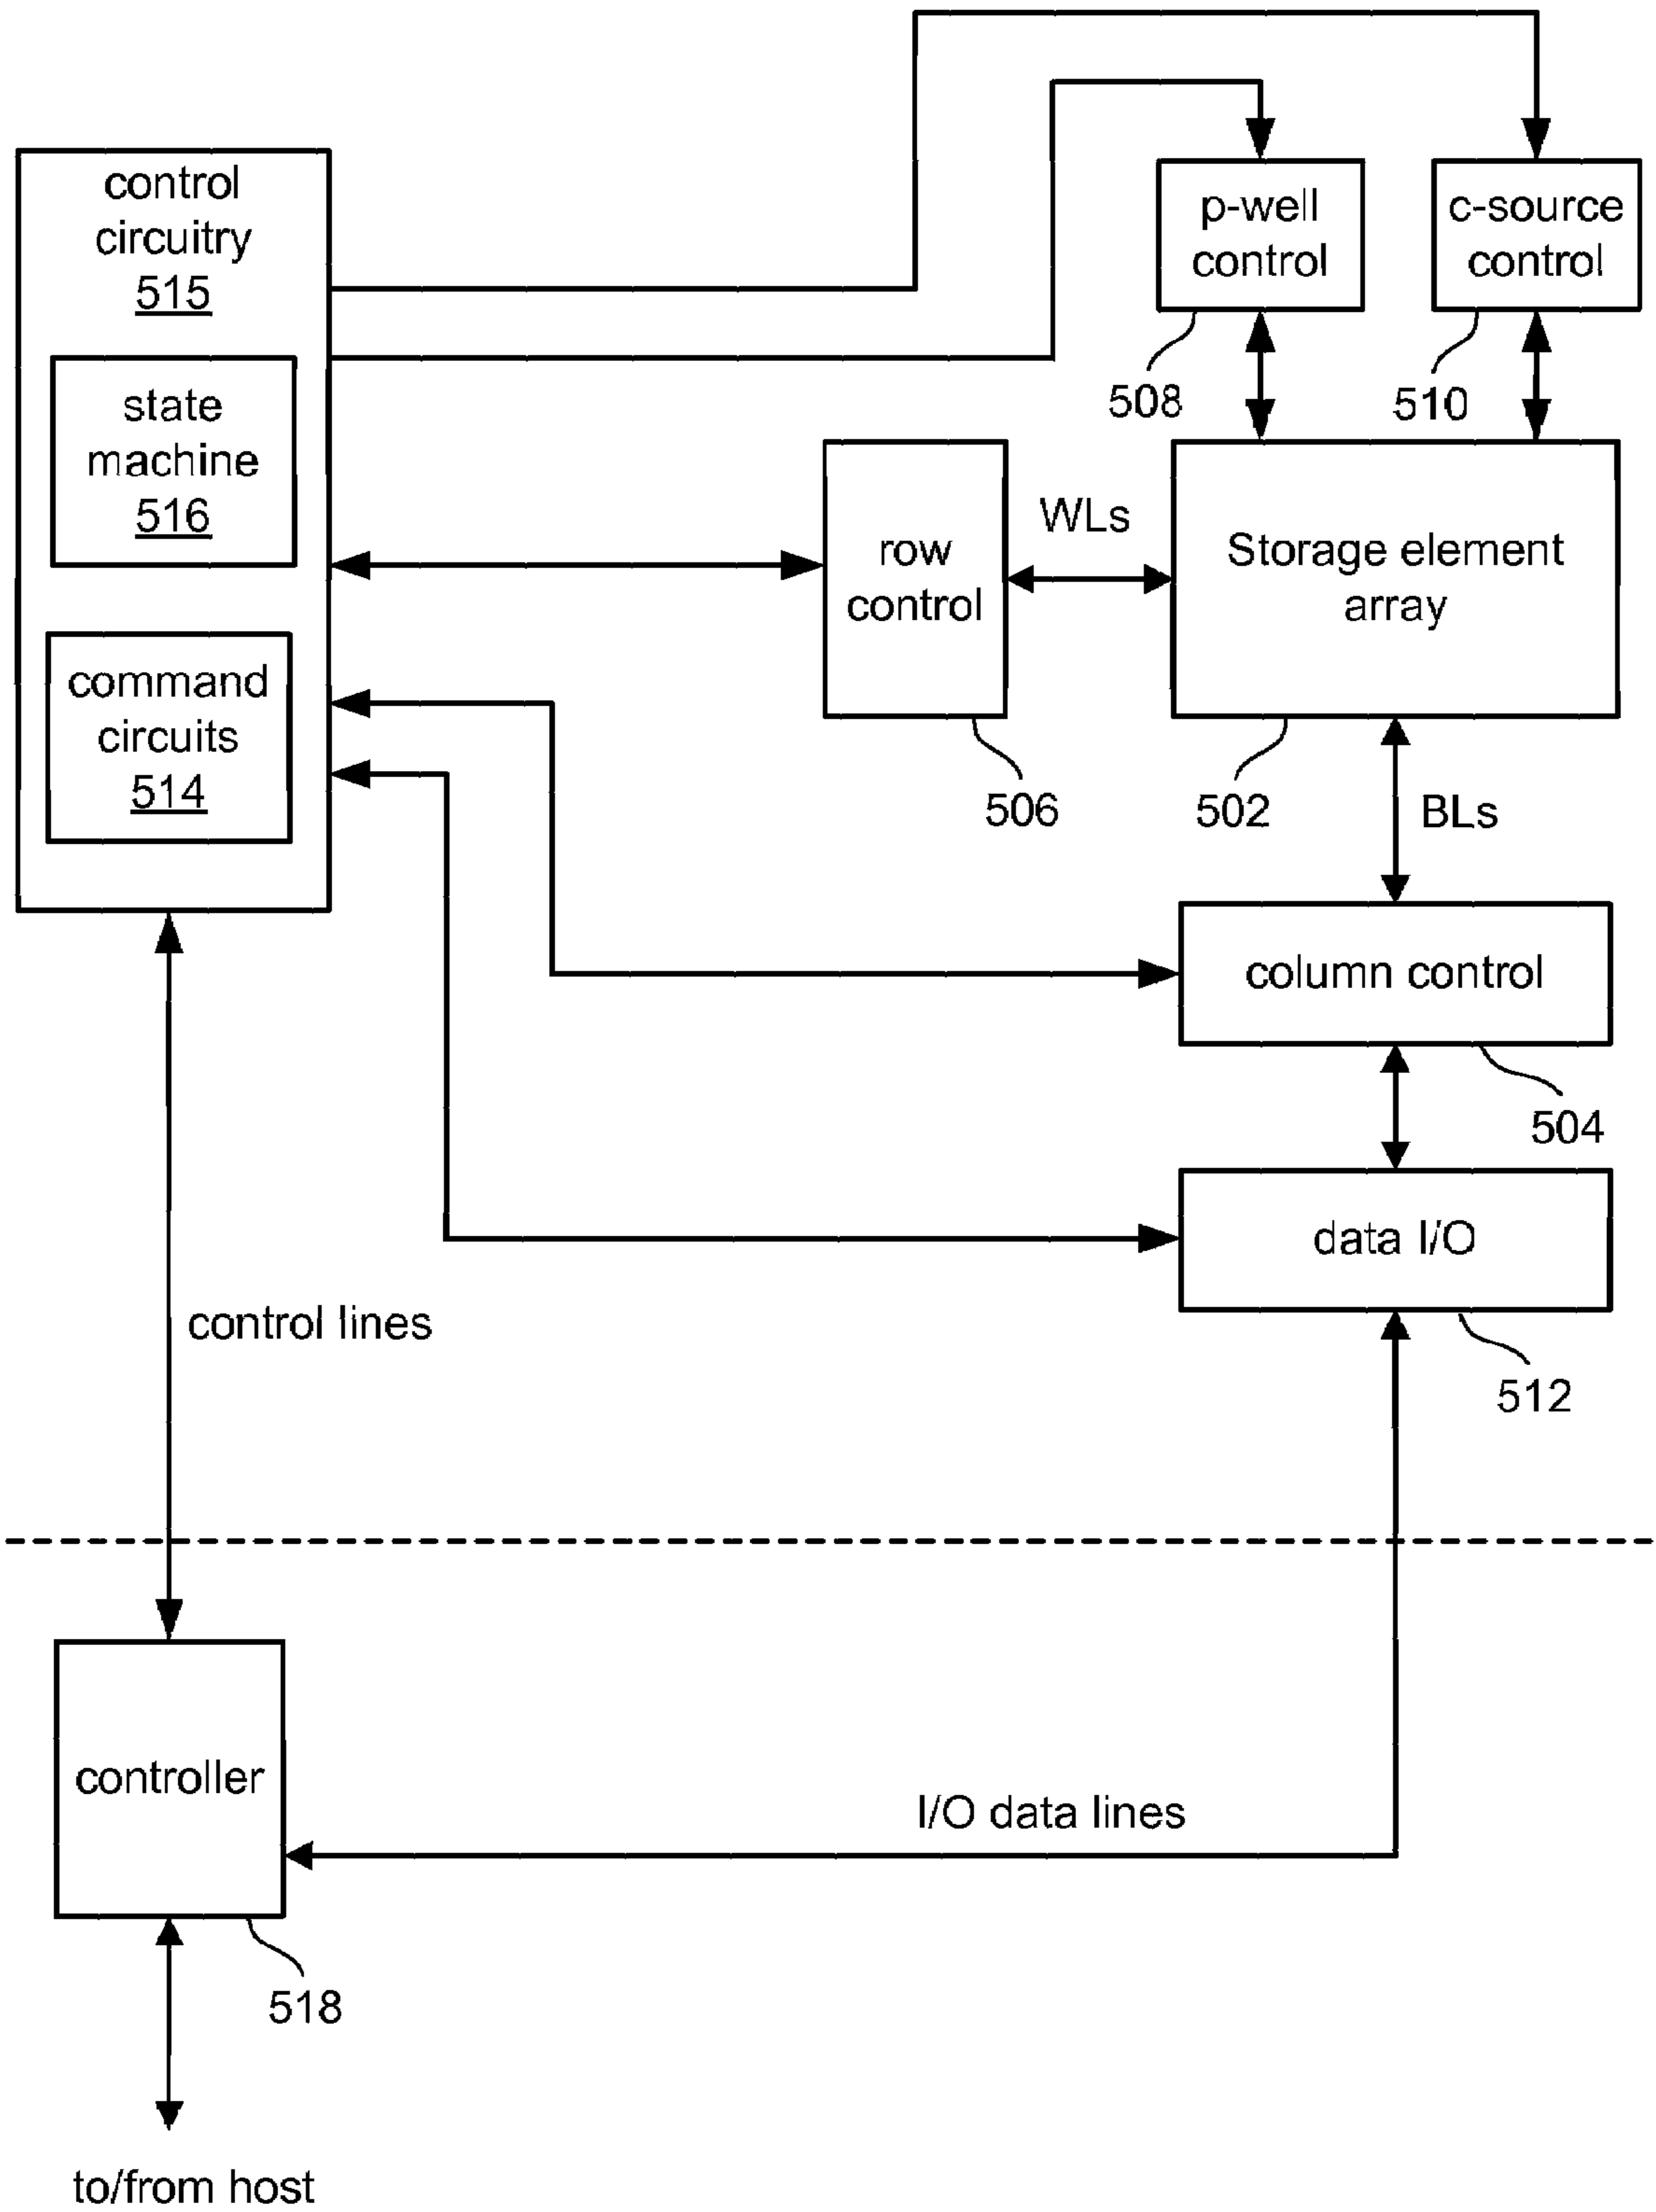 control
circuitry
515
state
machine
516
command
circuits
514
p-well
control
508
c-source
control
510
row
control
506
WLs
Storage element
array
502
BLs
column control
504
data I/O
512
control lines
controller
518
I/O data lines
to/from host